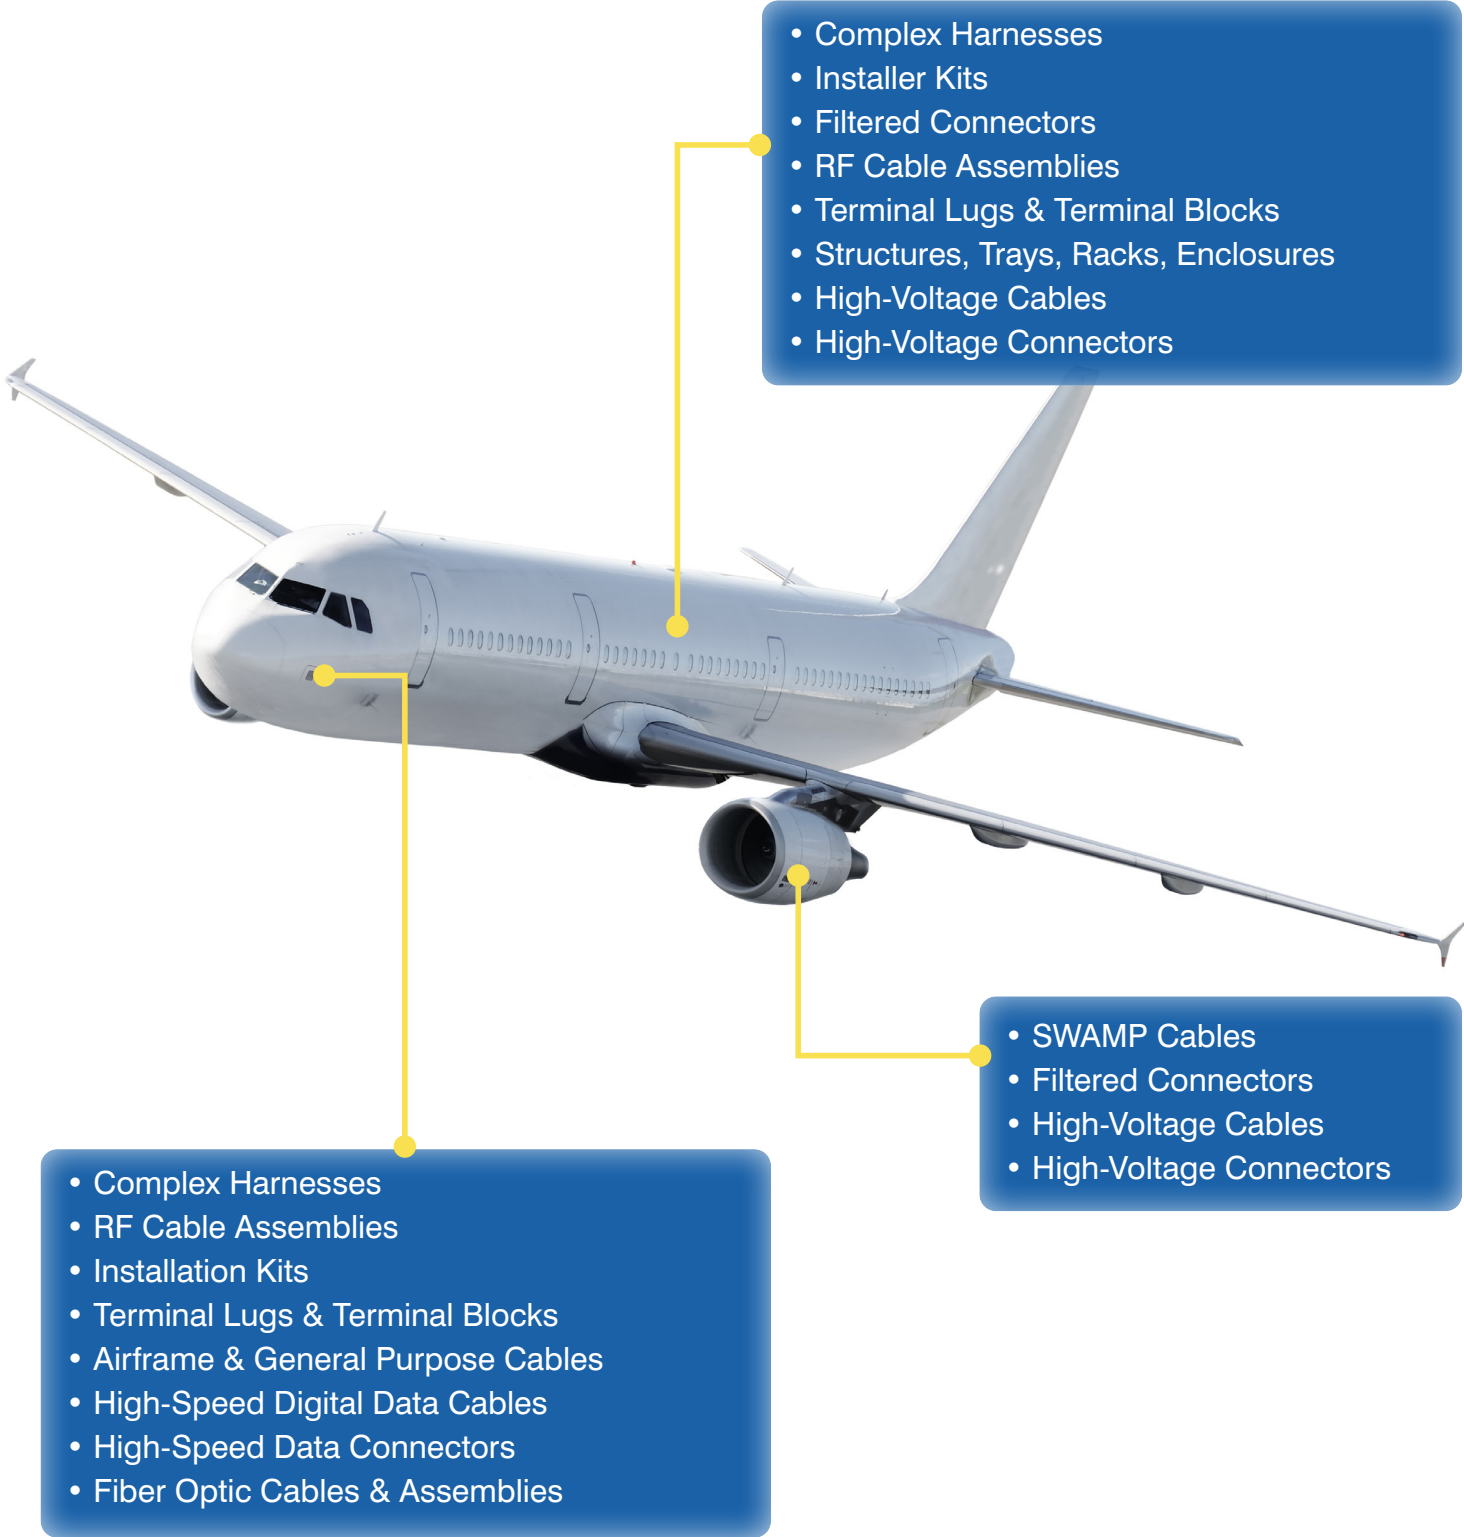 • Complex Harnesses
• Installer Kits
• Filtered Connectors
• RF Cable Assemblies
• Terminal Lugs & Terminal Blocks
• Structures, Trays, Racks, Enclosures
• High-Voltage Cables
• High-Voltage Connectors
• SWAMP Cables
• Filtered Connectors
• High-Voltage Cables
• High-Voltage Connectors
• Complex Harnesses
• RF Cable Assemblies
• Installation Kits
• Terminal Lugs & Terminal Blocks
• Airframe & General Purpose Cables
• High-Speed Digital Data Cables
• High-Speed Data Connectors
• Fiber Optic Cables & Assemblies